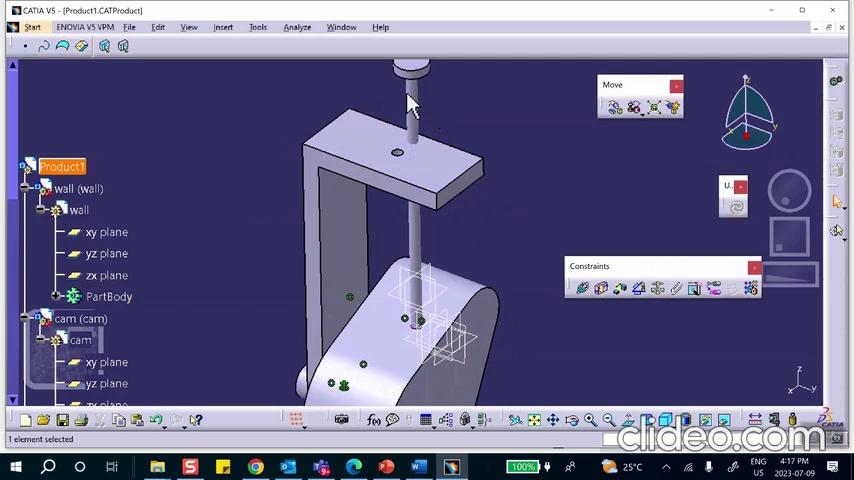 CATIA V5 - [Product1.CATProduct]
Start ENOVIA V5 VPM File Edit View Insert Tools Analyze Window Help
Move
z
x
y
Product1
wall (wall)
U...
wall
xy plane
yz plane
Constraints
zx plane
PartBody
cam (cam)
cam
xy plane
z
yz plane
y
x
f(x)
CATIA
1 element selected
clideo.com
100%
25°C
ENG
US
4:17 PM
2023-07-09